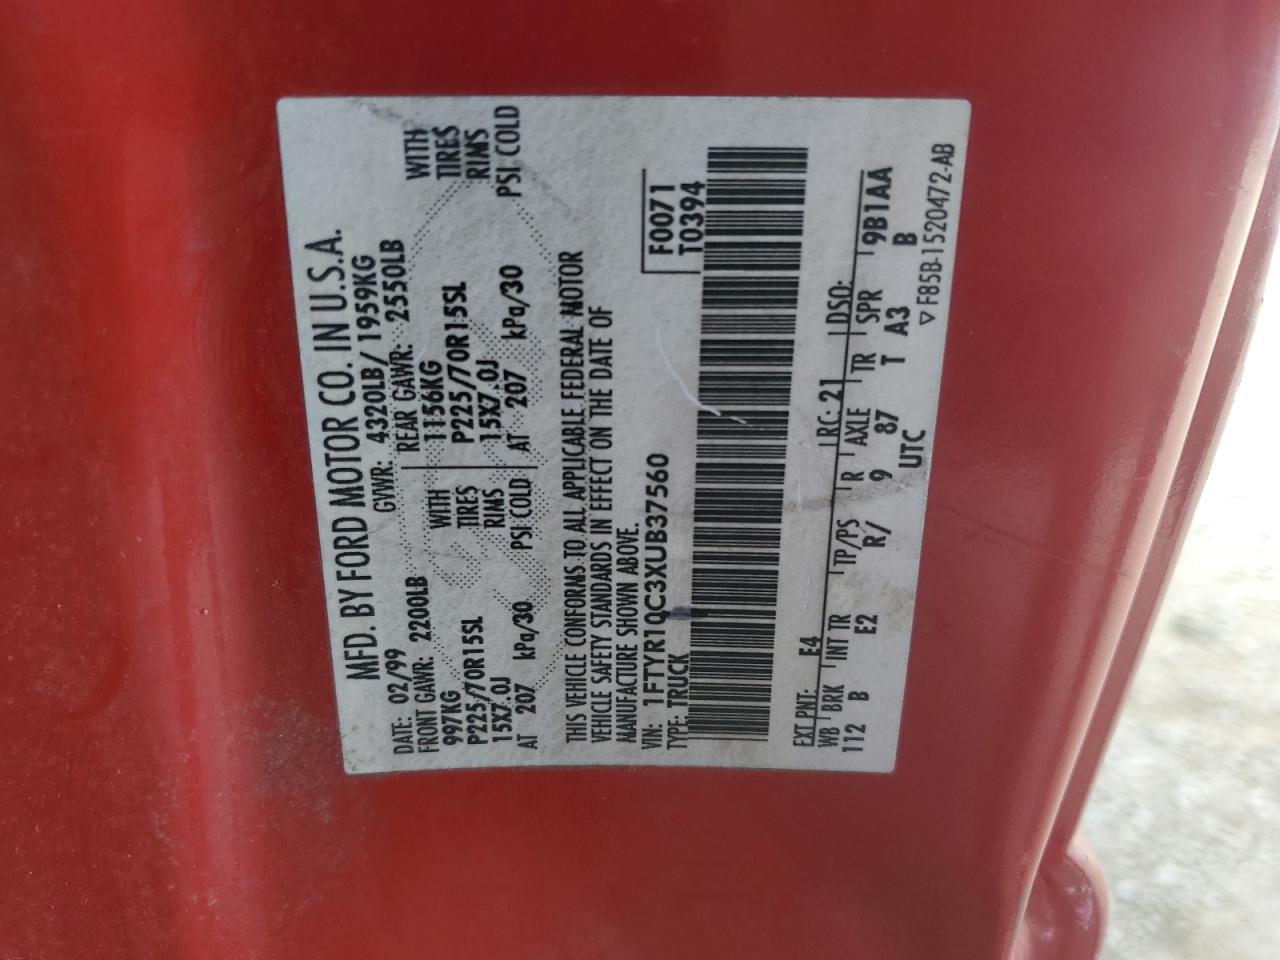 MFD. BY FORD MOTOR CO. IN U.S.A.
DATE: 02/99 GVWR: 4320LB/ 1959KG
FRONT GAWR: 2200LB REAR GAWR: 2550LB
997KG WITH 1156KG WITH
P225/70R15SL TIRES P225/70R15SL TIRES
15X7.0J RIMS 15X7.0J RIMS
AT 207 kPa/30 PSI COLD AT 207 kPa/30 PSI COLD
THIS VEHICLE CONFORMS TO ALL APPLICABLE FEDERAL MOTOR
VEHICLE SAFETY STANDARDS IN EFFECT ON THE DATE OF
MANUFACTURE SHOWN ABOVE.
VIN: 1FTYR10C3XUB37560 F0071
TYPE: TRUCK T0394
EXT PNT: E4 RC: 21 DSO:
WB BRK INT TR TP/PS R AXLE TR SPR
112 B E2 R/ 9 87 T A3 B 9B1AA
UTC
▽F85B-1520472-AB